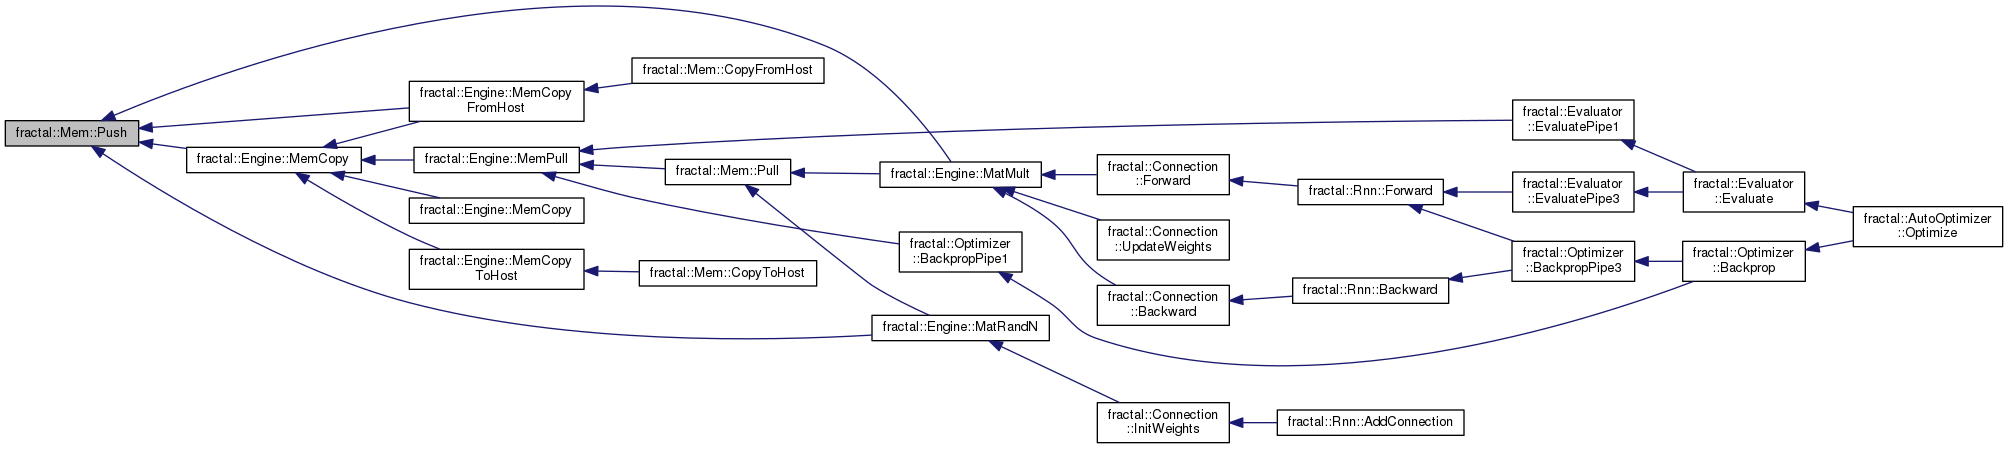 fractal::Mem::Push
fractal::Engine::MemCopy
FromHost
fractal::Mem::CopyFromHost
fractal::Engine::MemCopy
fractal::Engine::MemPull
fractal::Mem::Pull
fractal::Engine::MemCopy
fractal::Engine::MemCopy
ToHost
fractal::Mem::CopyToHost
fractal::Engine::MatMult
fractal::Optimizer
::BackpropPipe1
fractal::Engine::MatRandN
fractal::Connection
::Forward
fractal::Connection
::UpdateWeights
fractal::Connection
::Backward
fractal::Connection
::InitWeights
fractal::Rnn::Forward
fractal::Rnn::Backward
fractal::Rnn::AddConnection
fractal::Evaluator
::EvaluatePipe1
fractal::Evaluator
::EvaluatePipe3
fractal::Optimizer
::BackpropPipe3
fractal::Evaluator
::Evaluate
fractal::Optimizer
::Backprop
fractal::AutoOptimizer
::Optimize